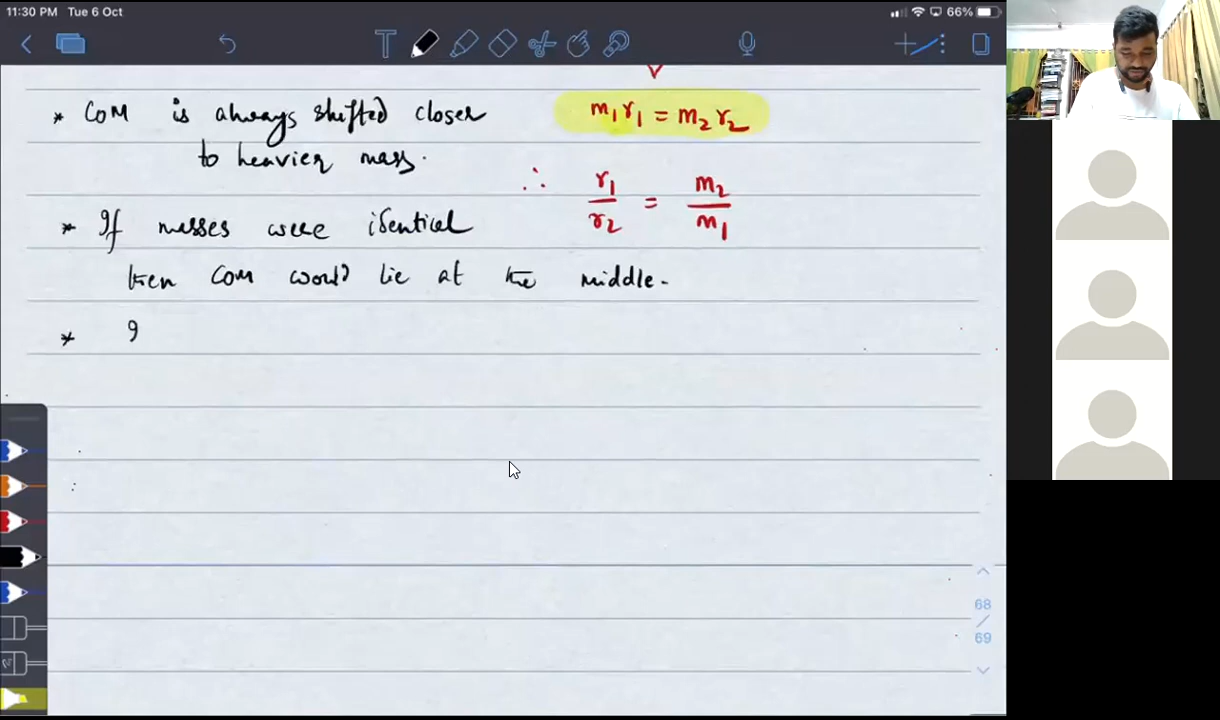 11:30 PM Tue 6 Oct
66%
T
* COM is always shifted closer
to heavier mass.
m₁r₁ = m₂r₂
∴ r₁/r₂ = m₂/m₁
* If masses were identical
then COM would lie at the middle.
* I
68
/
69